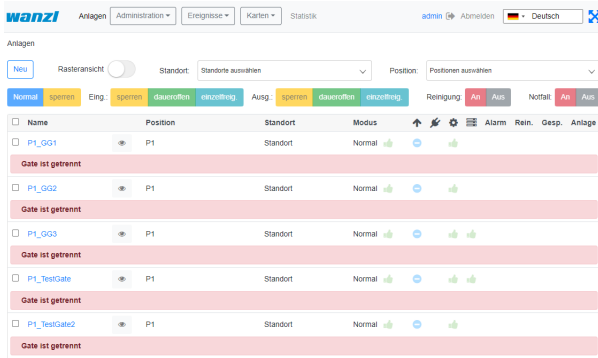 wanzl Anlagen Administration Ereignisse Karten Statistik admin Abmelden Deutsch
Anlagen
Neu Rasteransicht Standort: Standorte auswählen Position: Positionen auswählen
Normal sperren Eing.: sperren daueroffen einzelfreig. Ausg.: sperren daueroffen einzelfreig. Reinigung: An Aus Notfall: An Aus
Name Position Standort Modus Alarm Rein. Gesp. Anlage
P1_GG1 P1 Standort Normal
Gate ist getrennt
P1_GG2 P1 Standort Normal
Gate ist getrennt
P1_GG3 P1 Standort Normal
Gate ist getrennt
P1_TestGate P1 Standort Normal
Gate ist getrennt
P1_TestGate2 P1 Standort Normal
Gate ist getrennt